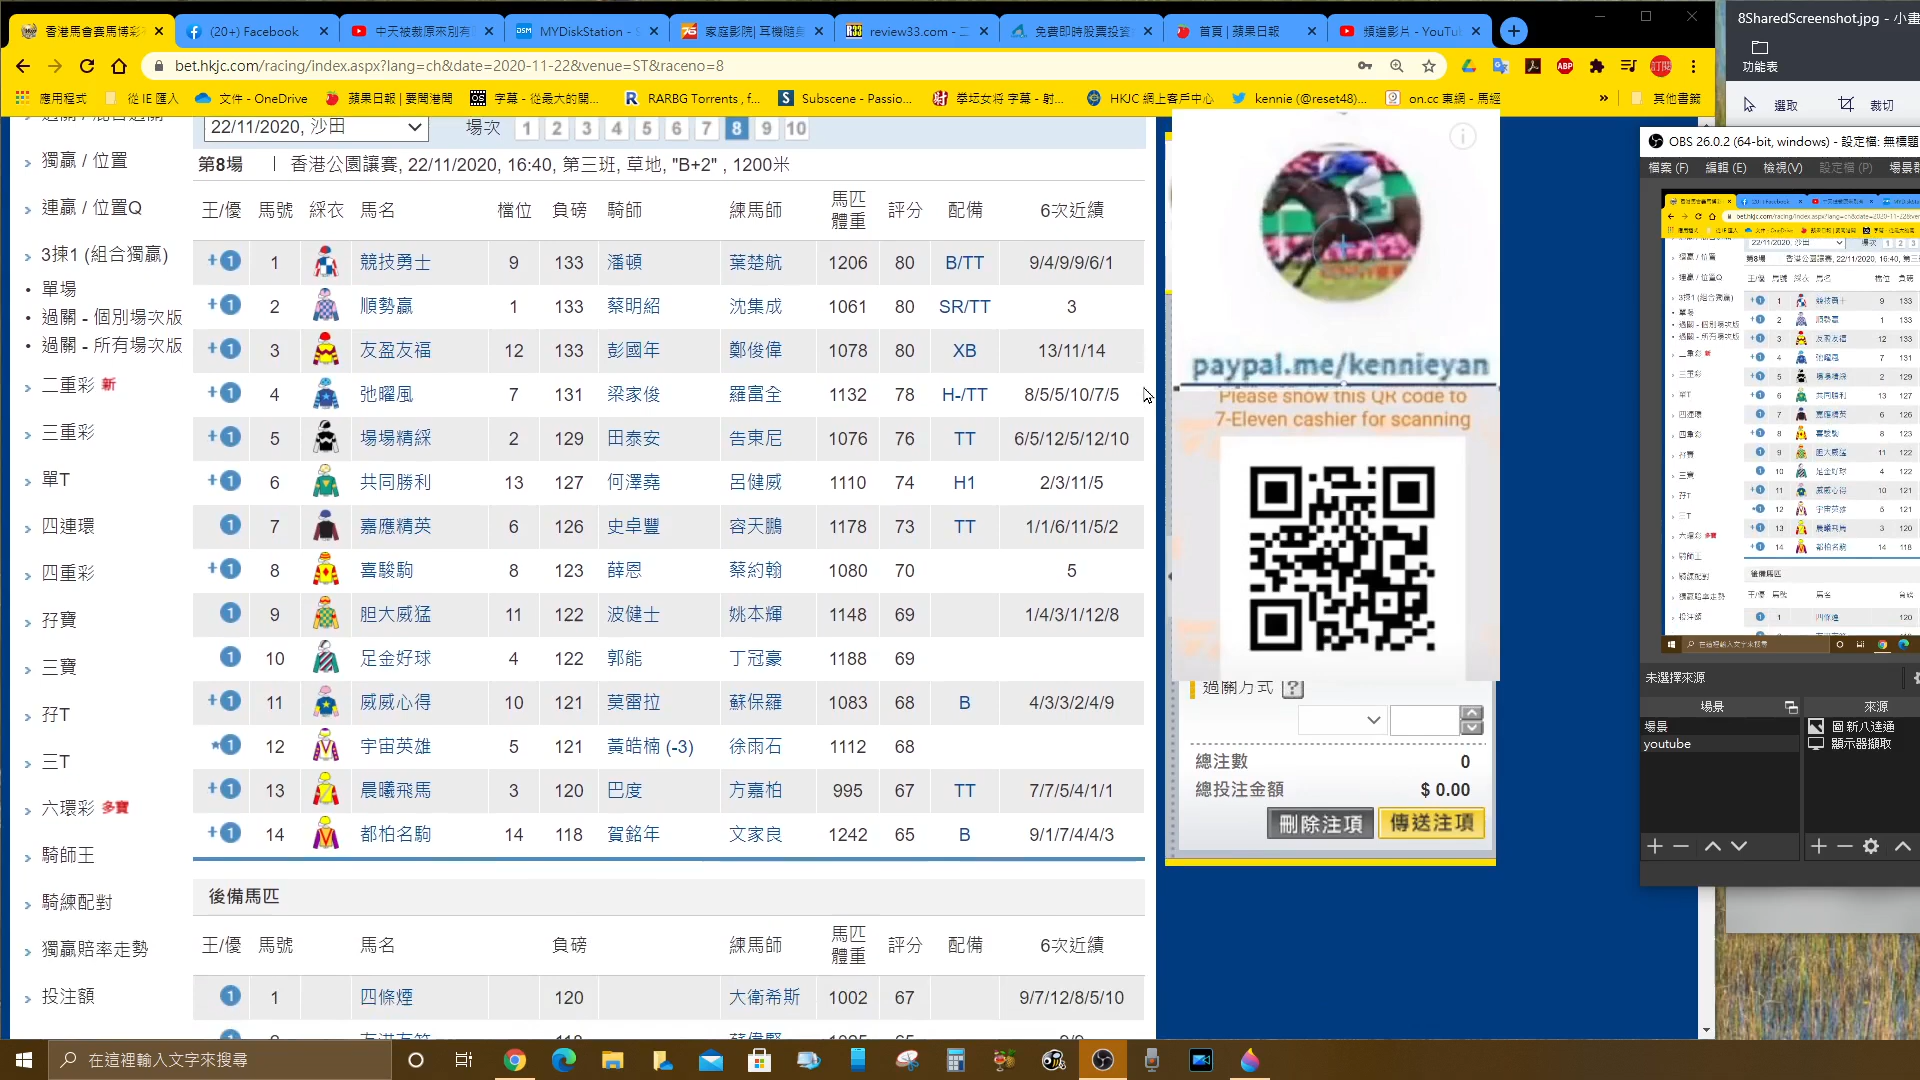 香港馬會賽馬博彩
(20+) Facebook
中天被裁原來別有
MYDiskStation - S
家庭影院| 耳機隨身
review33.com - 二
免費即時股票投資
首頁 | 蘋果日報
頻道影片 - YouTu
bet.hkjc.com/racing/index.aspx?lang=ch&date=2020-11-22&venue=ST&raceno=8
應用程式
從 IE 匯入
文件 - OneDrive
蘋果日報 | 要聞港聞
字幕 - 從最大的開...
RARBG Torrents , f...
Subscene - Passio...
拳坛女将 字幕 - 射...
HKJC 網上客戶中心
kennie (@reset48)...
on.cc 東網 - 馬經
其他書籤
22/11/2020, 沙田
場次 1 2 3 4 5 6 7 8 9 10
第8場 | 香港公園讓賽, 22/11/2020, 16:40, 第三班, 草地, "B+2" , 1200米
王/優 馬號 綵衣 馬名 檔位 負磅 騎師 練馬師 馬匹體重 評分 配備 6次近績
+1 1 競技勇士 9 133 潘頓 葉楚航 1206 80 B/TT 9/4/9/9/6/1
+1 2 順勢贏 1 133 蔡明紹 沈集成 1061 80 SR/TT 3
+1 3 友盈友福 12 133 彭國年 鄭俊偉 1078 80 XB 13/11/14
+1 4 弛曜風 7 131 梁家俊 羅富全 1132 78 H-/TT 8/5/5/10/7/5
+1 5 場場精綵 2 129 田泰安 告東尼 1076 76 TT 6/5/12/5/12/10
+1 6 共同勝利 13 127 何澤堯 呂健威 1110 74 H1 2/3/11/5
1 7 嘉應精英 6 126 史卓豐 容天鵬 1178 73 TT 1/1/6/11/5/2
+1 8 喜駿駒 8 123 薛恩 蔡約翰 1080 70 5
1 9 胆大威猛 11 122 波健士 姚本輝 1148 69 1/4/3/1/12/8
1 10 足金好球 4 122 郭能 丁冠豪 1188 69
+1 11 威威心得 10 121 莫雷拉 蘇保羅 1083 68 B 4/3/3/2/4/9
*1 12 宇宙英雄 5 121 黃皓楠 (-3) 徐雨石 1112 68
+1 13 晨曦飛馬 3 120 巴度 方嘉柏 995 67 TT 7/7/5/4/1/1
+1 14 都柏名駒 14 118 賀銘年 文家良 1242 65 B 9/1/7/4/4/3
後備馬匹
王/優 馬號 馬名 負磅 練馬師 馬匹體重 評分 配備 6次近績
1 1 四條煙 120 大衛希斯 1002 67 9/7/12/8/5/10
獨贏 / 位置
連贏 / 位置Q
3揀1 (組合獨贏)
單場
過關 - 個別場次版
過關 - 所有場次版
二重彩 新
三重彩
單T
四連環
四重彩
孖寶
三寶
孖T
三T
六環彩 多寶
騎師王
騎練配對
獨贏賠率走勢
投注額
paypal.me/kennieyan
Please show this QR code to
7-Eleven cashier for scanning
過關方式 ?
總注數 0
總投注金額 $ 0.00
刪除注項 傳送注項
8SharedScreenshot.jpg - 小畫
功能表
選取 裁切
OBS 26.0.2 (64-bit, windows) - 設定檔: 無標題
檔案 (F) 編輯 (E) 檢視(V) 設定檔 (P) 場景群
未選擇來源
場景 來源
場景
youtube
圖 新八達通
顯示器擷取
在這裡輸入文字來搜尋